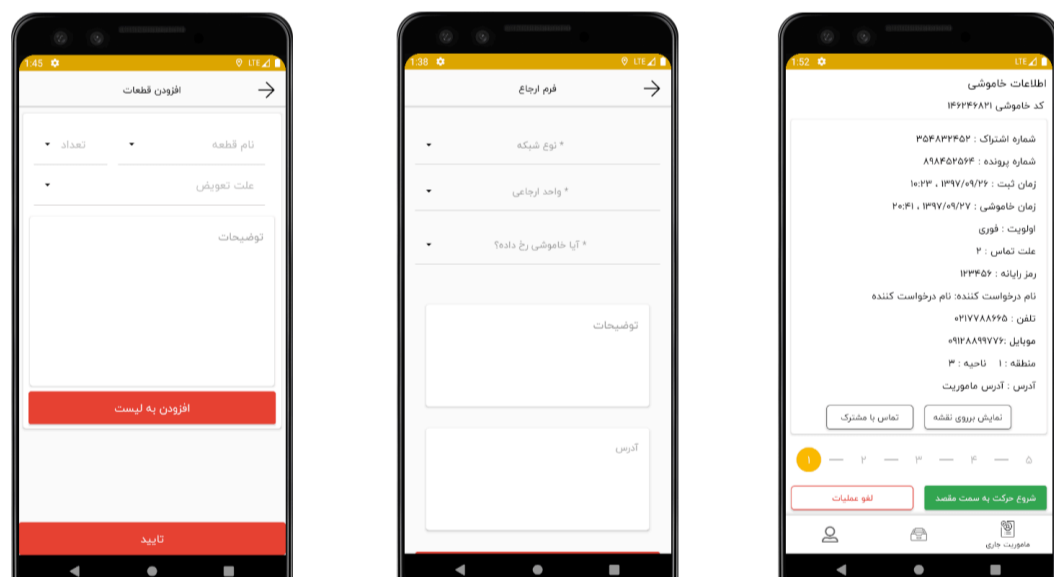 1:45
LTE
افزودن قطعات
نام قطعه
تعداد
علت تعویض
توضیحات
افزودن به لیست
تایید
1:38
LTE
فرم ارجاع
* نوع شبکه
* واحد ارجاعی
* آیا خاموشی رخ داده؟
توضیحات
آدرس
1:52
LTE
اطلاعات خاموشی
کد خاموشی ۱۴۶۲۴۶۸۲۱
شماره اشتراک : ۳۵۴۸۳۲۴۵۲
شماره پرونده : ۸۹۸۴۵۲۵۶۴
زمان ثبت : ۱۳۹۷/۰۹/۲۶ ، ۱۰:۲۳
زمان خاموشی : ۱۳۹۷/۰۹/۲۷ ، ۲۰:۴۱
اولویت : فوری
علت تماس : ۲
رمز رایانه : ۱۲۳۴۵۶
نام درخواست کننده: نام درخواست کننده
تلفن : ۰۲۱۷۷۸۸۶۶۵
موبایل :۰۹۱۲۸۸۹۹۷۷۶
منطقه : ۱ ناحیه : ۳
آدرس : آدرس ماموریت
نمایش برروی نقشه
تماس با مشترک
۱ — ۲ — ۳ — ۴ — ۵
شروع حرکت به سمت مقصد
لغو عملیات
ماموریت جاری